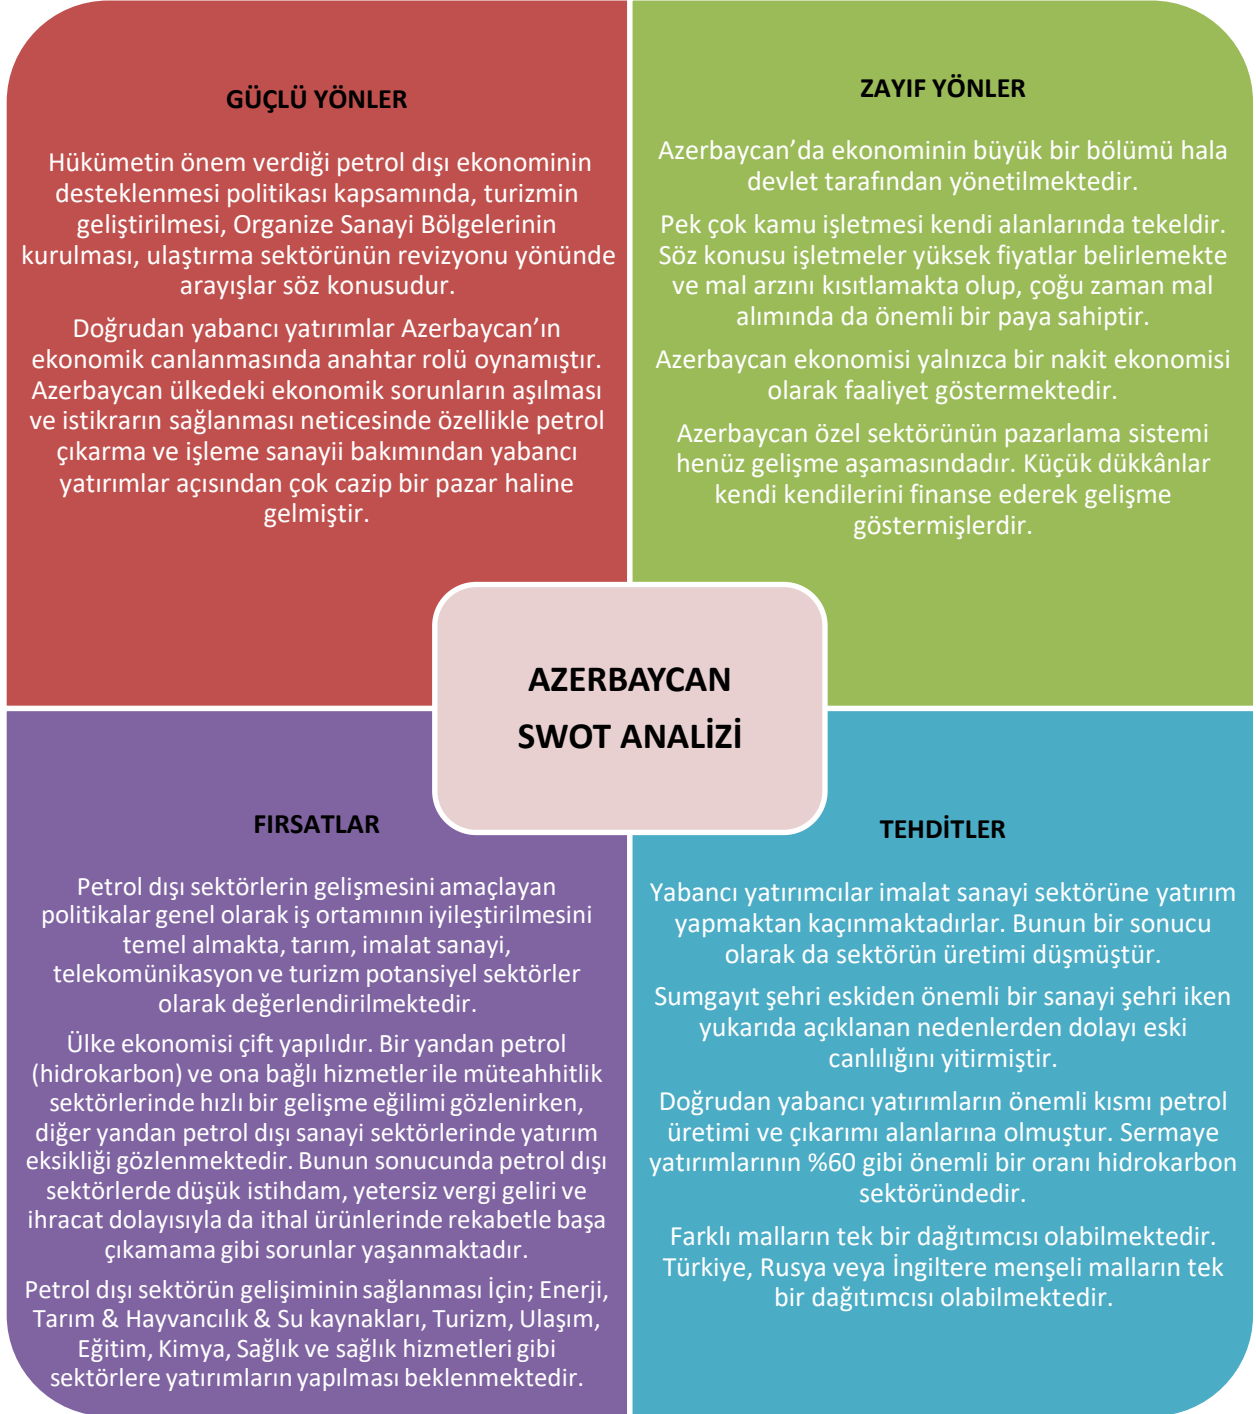 GÜÇLÜ YÖNLER
Hükümetin önem verdiği petrol dışı ekonominin
desteklenmesi politikası kapsamında, turizmin
geliştirilmesi, Organize Sanayi Bölgelerinin
kurulması, ulaştırma sektörünün revizyonu yönünde
arayışlar söz konusudur.
Doğrudan yabancı yatırımlar Azerbaycan’ın
ekonomik canlanmasında anahtar rolü oynamıştır.
Azerbaycan ülkedeki ekonomik sorunların aşılması
ve istikrarın sağlanması neticesinde özellikle petrol
çıkarma ve işleme sanayii bakımından yabancı
yatırımlar açısından çok cazip bir pazar haline
gelmiştir.
ZAYIF YÖNLER
Azerbaycan’da ekonominin büyük bir bölümü hala
devlet tarafından yönetilmektedir.
Pek çok kamu işletmesi kendi alanlarında tekeldir.
Söz konusu işletmeler yüksek fiyatlar belirlemekte
ve mal arzını kısıtlamakta olup, çoğu zaman mal
alımında da önemli bir paya sahiptir.
Azerbaycan ekonomisi yalnızca bir nakit ekonomisi
olarak faaliyet göstermektedir.
Azerbaycan özel sektörünün pazarlama sistemi
henüz gelişme aşamasındadır. Küçük dükkânlar
kendi kendilerini finanse ederek gelişme
göstermişlerdir.
AZERBAYCAN
SWOT ANALİZİ
FIRSATLAR
Petrol dışı sektörlerin gelişmesini amaçlayan
politikalar genel olarak iş ortamının iyileştirilmesini
temel almakta, tarım, imalat sanayi,
telekomünikasyon ve turizm potansiyel sektörler
olarak değerlendirilmektedir.
Ülke ekonomisi çift yapılıdır. Bir yandan petrol
(hidrokarbon) ve ona bağlı hizmetler ile müteahhitlik
sektörlerinde hızlı bir gelişme eğilimi gözlenirken,
diğer yandan petrol dışı sanayi sektörlerinde yatırım
eksikliği gözlenmektedir. Bunun sonucunda petrol dışı
sektörlerde düşük istihdam, yetersiz vergi geliri ve
ihracat dolayısıyla da ithal ürünlerinde rekabetle başa
çıkamama gibi sorunlar yaşanmaktadır.
Petrol dışı sektörün gelişiminin sağlanması İçin; Enerji,
Tarım & Hayvancılık & Su kaynakları, Turizm, Ulaşım,
Eğitim, Kimya, Sağlık ve sağlık hizmetleri gibi
sektörlere yatırımların yapılması beklenmektedir.
TEHDİTLER
Yabancı yatırımcılar imalat sanayi sektörüne yatırım
yapmaktan kaçınmaktadırlar. Bunun bir sonucu
olarak da sektörün üretimi düşmüştür.
Sumgayıt şehri eskiden önemli bir sanayi şehri iken
yukarıda açıklanan nedenlerden dolayı eski
canlılığını yitirmiştir.
Doğrudan yabancı yatırımların önemli kısmı petrol
üretimi ve çıkarımı alanlarına olmuştur. Sermaye
yatırımlarının %60 gibi önemli bir oranı hidrokarbon
sektöründedir.
Farklı malların tek bir dağıtımcısı olabilmektedir.
Türkiye, Rusya veya İngiltere menşeli malların tek
bir dağıtımcısı olabilmektedir.